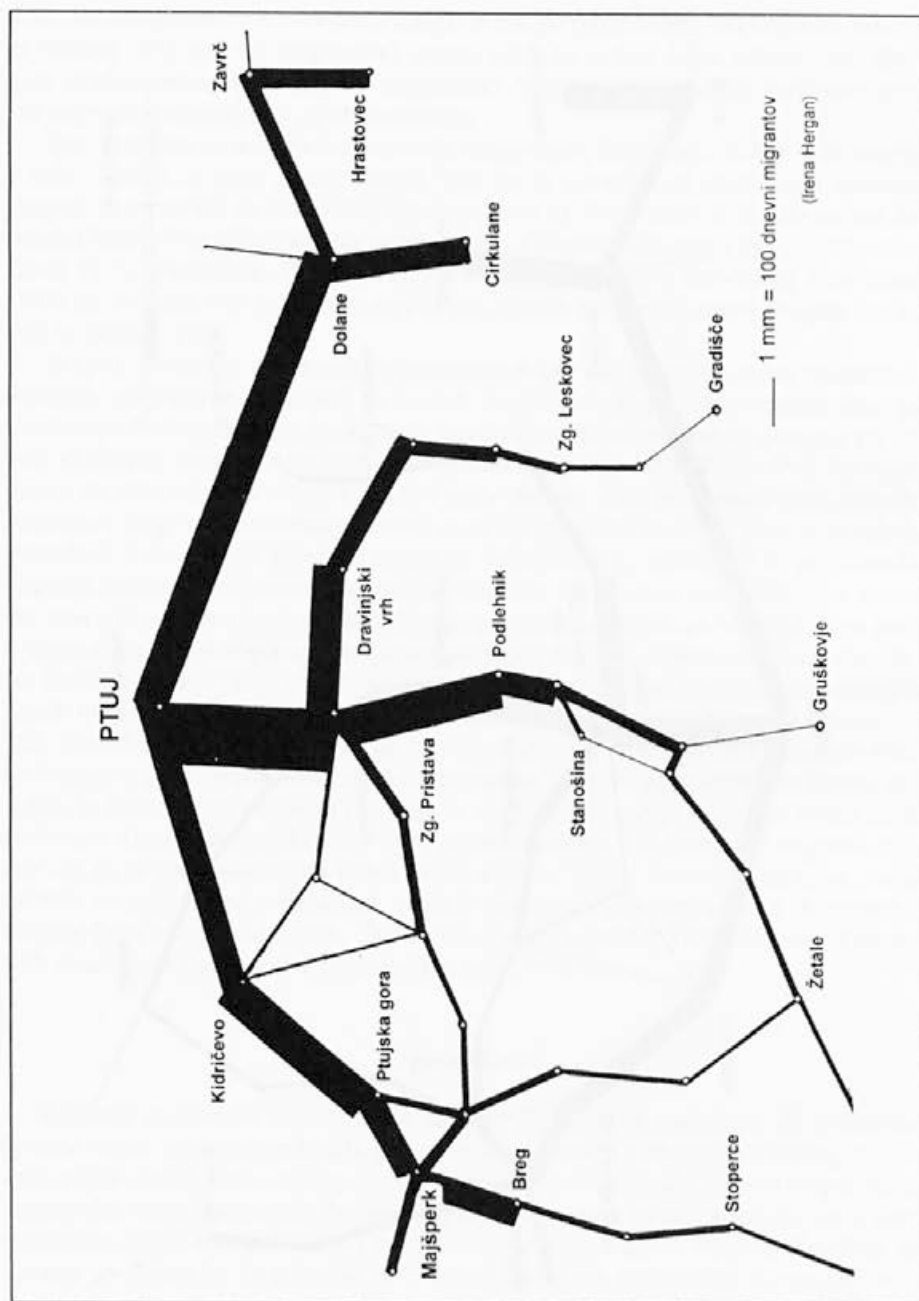 PTUJ
Zavrč
Hrastovec
Dolane
Cirkulane
Dravinjski
vrh
Zg. Leskovec
Gradišče
Podlehnik
Zg. Pristava
Stanošina
Gruškovje
Kidričevo
Ptujska gora
Majšperk
Breg
Stoperce
Žetale
1 mm = 100 dnevni migrantov
(Irena Hergan)